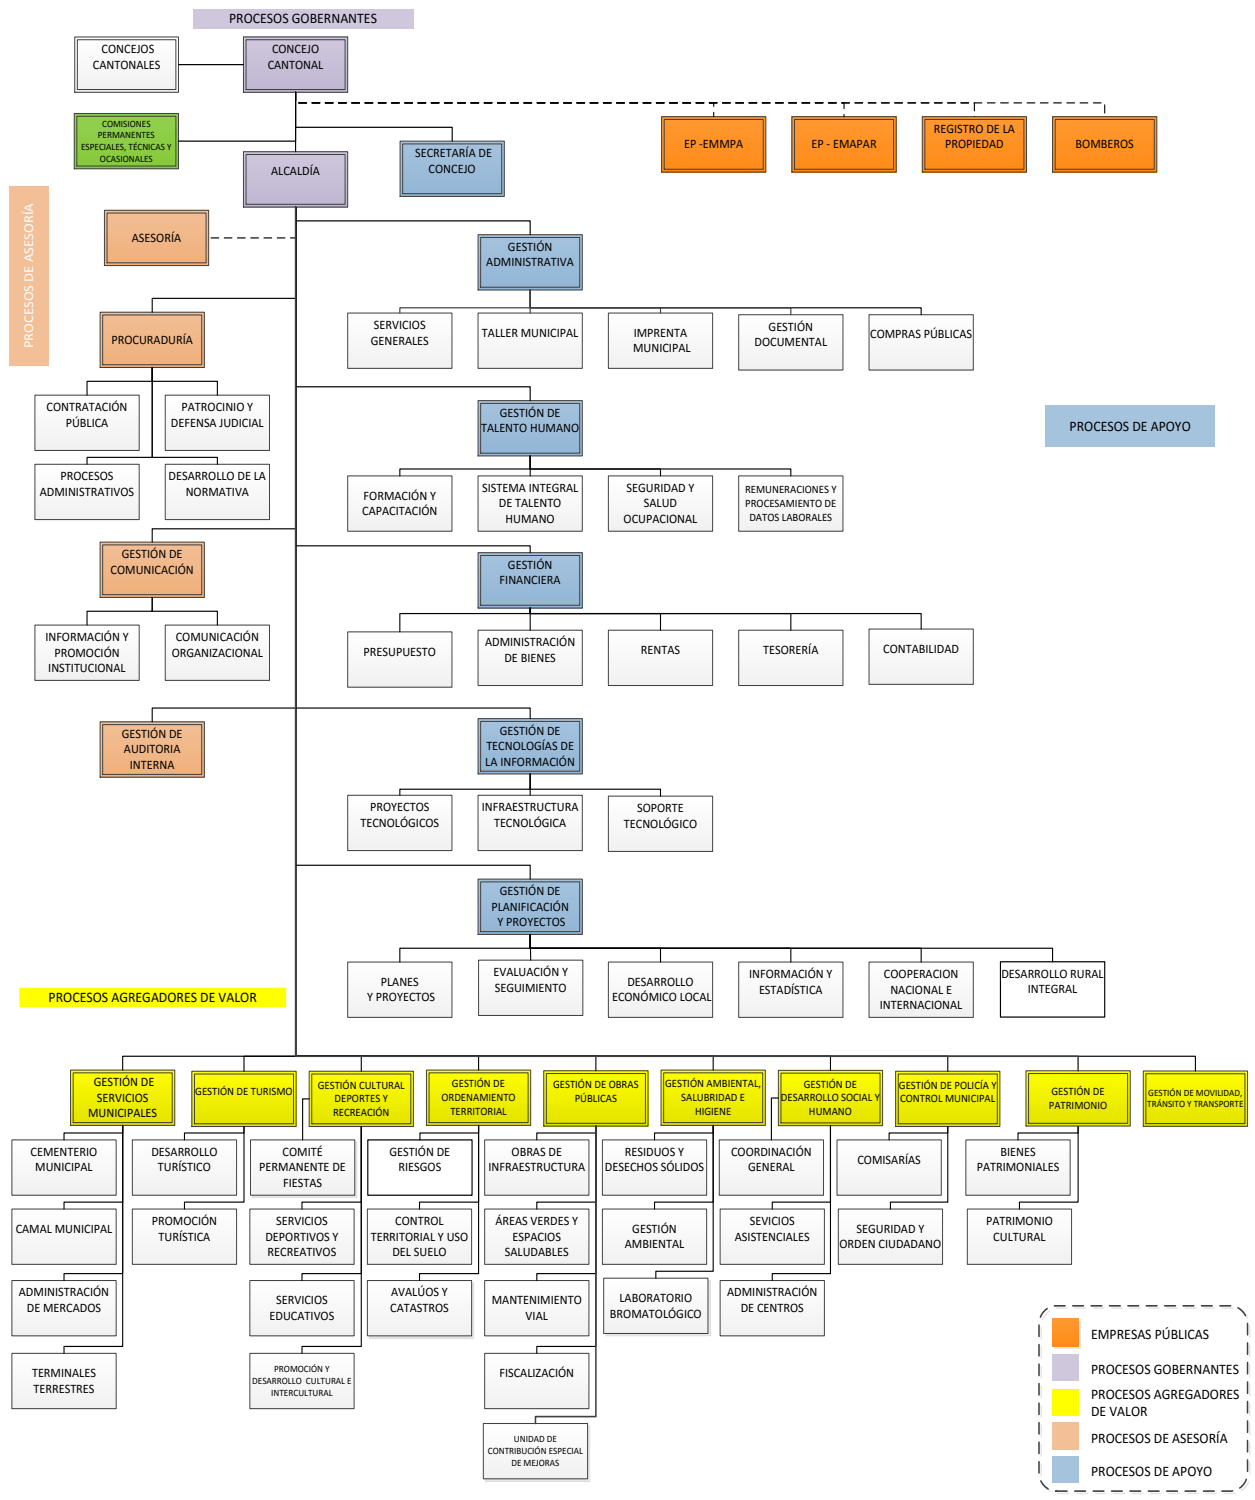 PROCESOS GOBERNANTES
CONCEJOS
CANTONALES
CONCEJO
CANTONAL
COMISIONES
PERMANENTES
ESPECIALES, TÉCNICAS Y
OCASIONALES
SECRETARÍA DE
CONCEJO
EP -EMMPA
EP - EMAPAR
REGISTRO DE LA
PROPIEDAD
BOMBEROS
ALCALDÍA
PROCESOS DE ASESORÍA
ASESORÍA
GESTIÓN
ADMINISTRATIVA
SERVICIOS
GENERALES
TALLER MUNICIPAL
IMPRENTA
MUNICIPAL
GESTIÓN
DOCUMENTAL
COMPRAS PÚBLICAS
PROCURADURÍA
CONTRATACIÓN
PÚBLICA
PATROCINIO Y
DEFENSA JUDICIAL
PROCESOS
ADMINISTRATIVOS
DESARROLLO DE LA
NORMATIVA
GESTIÓN DE
TALENTO HUMANO
PROCESOS DE APOYO
FORMACIÓN Y
CAPACITACIÓN
SISTEMA INTEGRAL
DE TALENTO
HUMANO
SEGURIDAD Y
SALUD
OCUPACIONAL
REMUNERACIONES Y
PROCESAMIENTO DE
DATOS LABORALES
GESTIÓN DE
COMUNICACIÓN
INFORMACIÓN Y
PROMOCIÓN
INSTITUCIONAL
COMUNICACIÓN
ORGANIZACIONAL
GESTIÓN
FINANCIERA
PRESUPUESTO
ADMINISTRACIÓN
DE BIENES
RENTAS
TESORERÍA
CONTABILIDAD
GESTIÓN DE
AUDITORIA
INTERNA
GESTIÓN DE
TECNOLOGÍAS DE
LA INFORMACIÓN
PROYECTOS
TECNOLÓGICOS
INFRAESTRUCTURA
TECNOLÓGICA
SOPORTE
TECNOLÓGICO
GESTIÓN DE
PLANIFICACIÓN
Y PROYECTOS
PLANES
Y PROYECTOS
EVALUACIÓN Y
SEGUIMIENTO
DESARROLLO
ECONÓMICO LOCAL
INFORMACIÓN Y
ESTADÍSTICA
COOPERACION
NACIONAL E
INTERNACIONAL
DESARROLLO RURAL
INTEGRAL
PROCESOS AGREGADORES DE VALOR
GESTIÓN DE
SERVICIOS
MUNICIPALES
GESTIÓN DE TURISMO
GESTIÓN CULTURAL
DEPORTES Y
RECREACIÓN
GESTIÓN DE
ORDENAMIENTO
TERRITORIAL
GESTIÓN DE OBRAS
PÚBLICAS
GESTIÓN AMBIENTAL,
SALUBRIDAD E
HIGIENE
GESTIÓN DE
DESARROLLO SOCIAL Y
HUMANO
GESTIÓN DE POLICÍA Y
CONTROL MUNICIPAL
GESTIÓN DE
PATRIMONIO
GESTIÓN DE MOVILIDAD,
TRÁNSITO Y TRANSPORTE
CEMENTERIO
MUNICIPAL
DESARROLLO
TURÍSTICO
COMITÉ
PERMANENTE DE
FIESTAS
GESTIÓN DE
RIESGOS
OBRAS DE
INFRAESTRUCTURA
RESIDUOS Y
DESECHOS SÓLIDOS
COORDINACIÓN
GENERAL
COMISARÍAS
BIENES
PATRIMONIALES
CAMAL MUNICIPAL
PROMOCIÓN
TURÍSTICA
SERVICIOS
DEPORTIVOS Y
RECREATIVOS
CONTROL
TERRITORIAL Y USO
DEL SUELO
ÁREAS VERDES Y
ESPACIOS
SALUDABLES
GESTIÓN
AMBIENTAL
SEVICIOS
ASISTENCIALES
SEGURIDAD Y
ORDEN CIUDADANO
PATRIMONIO
CULTURAL
ADMINISTRACIÓN
DE MERCADOS
SERVICIOS
EDUCATIVOS
AVALÚOS Y
CATASTROS
MANTENIMIENTO
VIAL
LABORATORIO
BROMATOLÓGICO
ADMINISTRACIÓN
DE CENTROS
TERMINALES
TERRESTRES
PROMOCIÓN Y
DESARROLLO CULTURAL E
INTERCULTURAL
FISCALIZACIÓN
UNIDAD DE
CONTRIBUCIÓN ESPECIAL
DE MEJORAS
EMPRESAS PÚBLICAS
PROCESOS GOBERNANTES
PROCESOS AGREGADORES
DE VALOR
PROCESOS DE ASESORÍA
PROCESOS DE APOYO